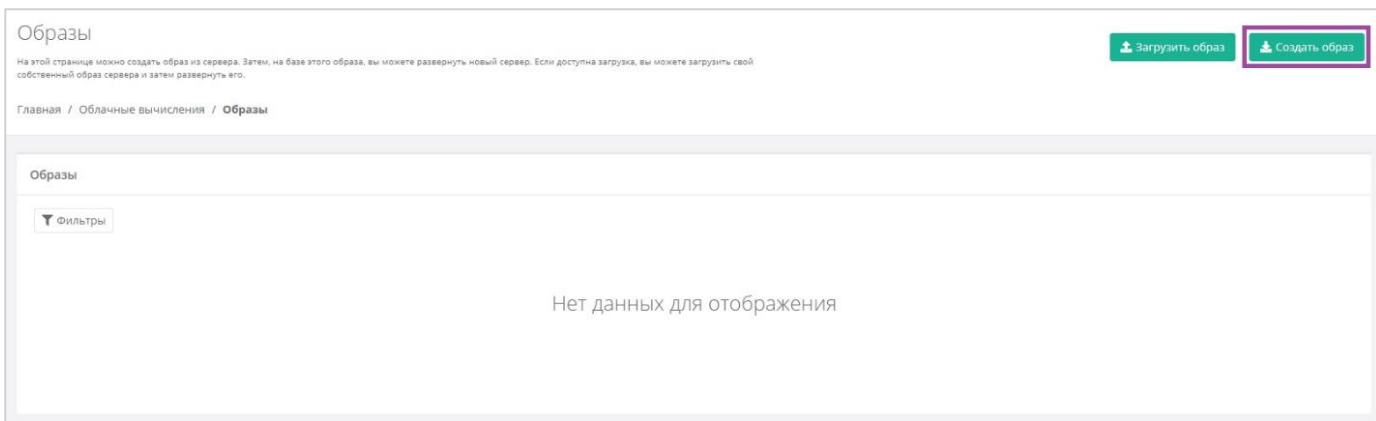 Образы
Загрузить образ
Создать образ
На этой странице можно создать образ из сервера. Затем, на базе этого образа, вы можете развернуть новый сервер. Если доступна загрузка, вы можете загрузить свой
собственный образ сервера и затем развернуть его.
Главная / Облачные вычисления / Образы
Образы
Фильтры
Нет данных для отображения